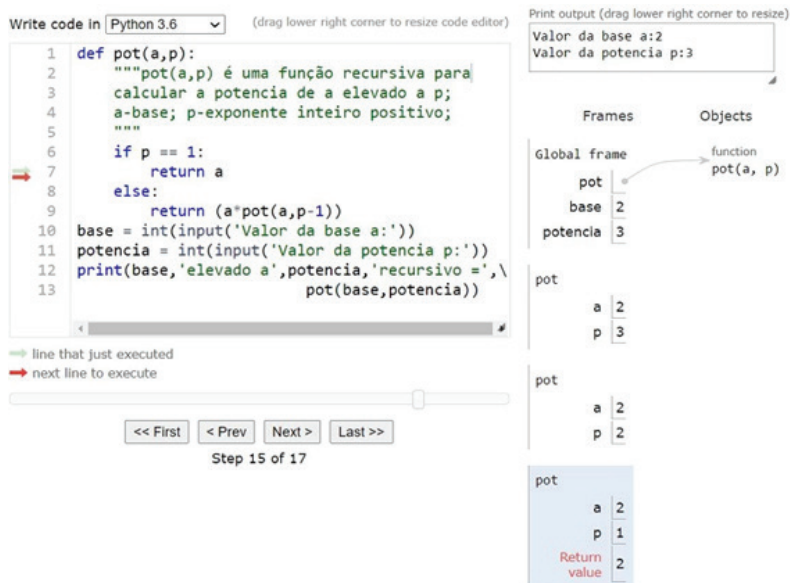 Write code in Python 3.6 (drag lower right corner to resize code editor)
1 def pot(a,p):
2 """pot(a,p) é uma função recursiva para
3 calcular a potencia de a elevado a p;
4 a-base; p-exponente inteiro positivo;
5 """
6 if p == 1:
7 return a
8 else:
9 return (a*pot(a,p-1))
10 base = int(input('Valor da base a:'))
11 potencia = int(input('Valor da potencia p:'))
12 print(base,'elevado a',potencia,'recursivo =',\
13 pot(base,potencia))
line that just executed
next line to execute
<< First < Prev Next > Last >>
Step 15 of 17
Print output (drag lower right corner to resize)
Valor da base a:2
Valor da potencia p:3
Frames Objects
Global frame
pot
base 2
potencia 3
function
pot(a, p)
pot
a 2
p 3
pot
a 2
p 2
pot
a 2
p 1
Return
value 2